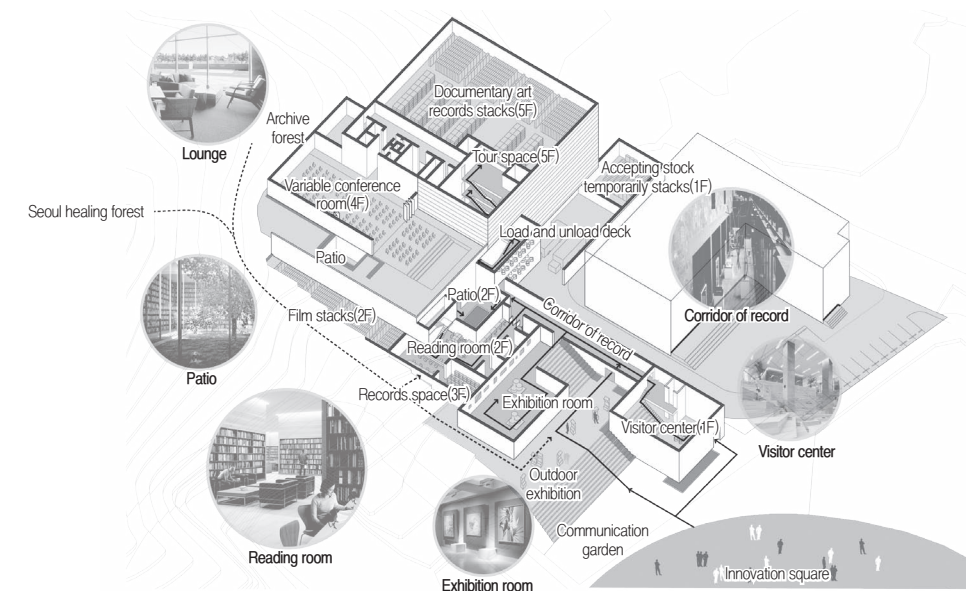 Documentary art
records stacks(5F)
Archive
forest
Lounge
Tour space(5F)
Accepting stock
temporarily stacks(1F)
Variable conference
room(4F)
Seoul healing forest
Load and unload deck
Patio
Patio(2F)
Film stacks(2F)
Corridor of record
Corridor of record
Reading room(2F)
Patio
Records space(3F)
Exhibition room
Visitor center(1F)
Visitor center
Outdoor
exhibition
Communication
garden
Reading room
Innovation square
Exhibition room